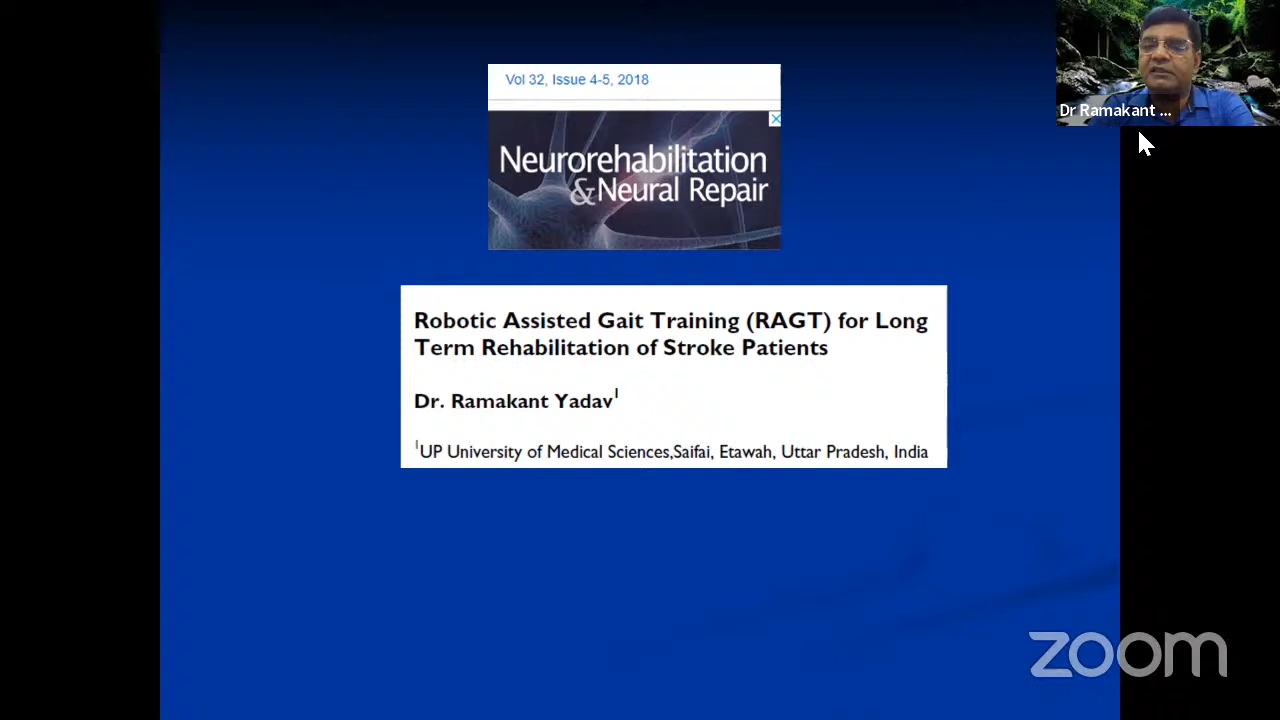 Vol 32, Issue 4-5, 2018
Neurorehabilitation
& Neural Repair
Dr Ramakant ...
Robotic Assisted Gait Training (RAGT) for Long
Term Rehabilitation of Stroke Patients
Dr. Ramakant Yadav¹
¹UP University of Medical Sciences,Saifai, Etawah, Uttar Pradesh, India
zoom